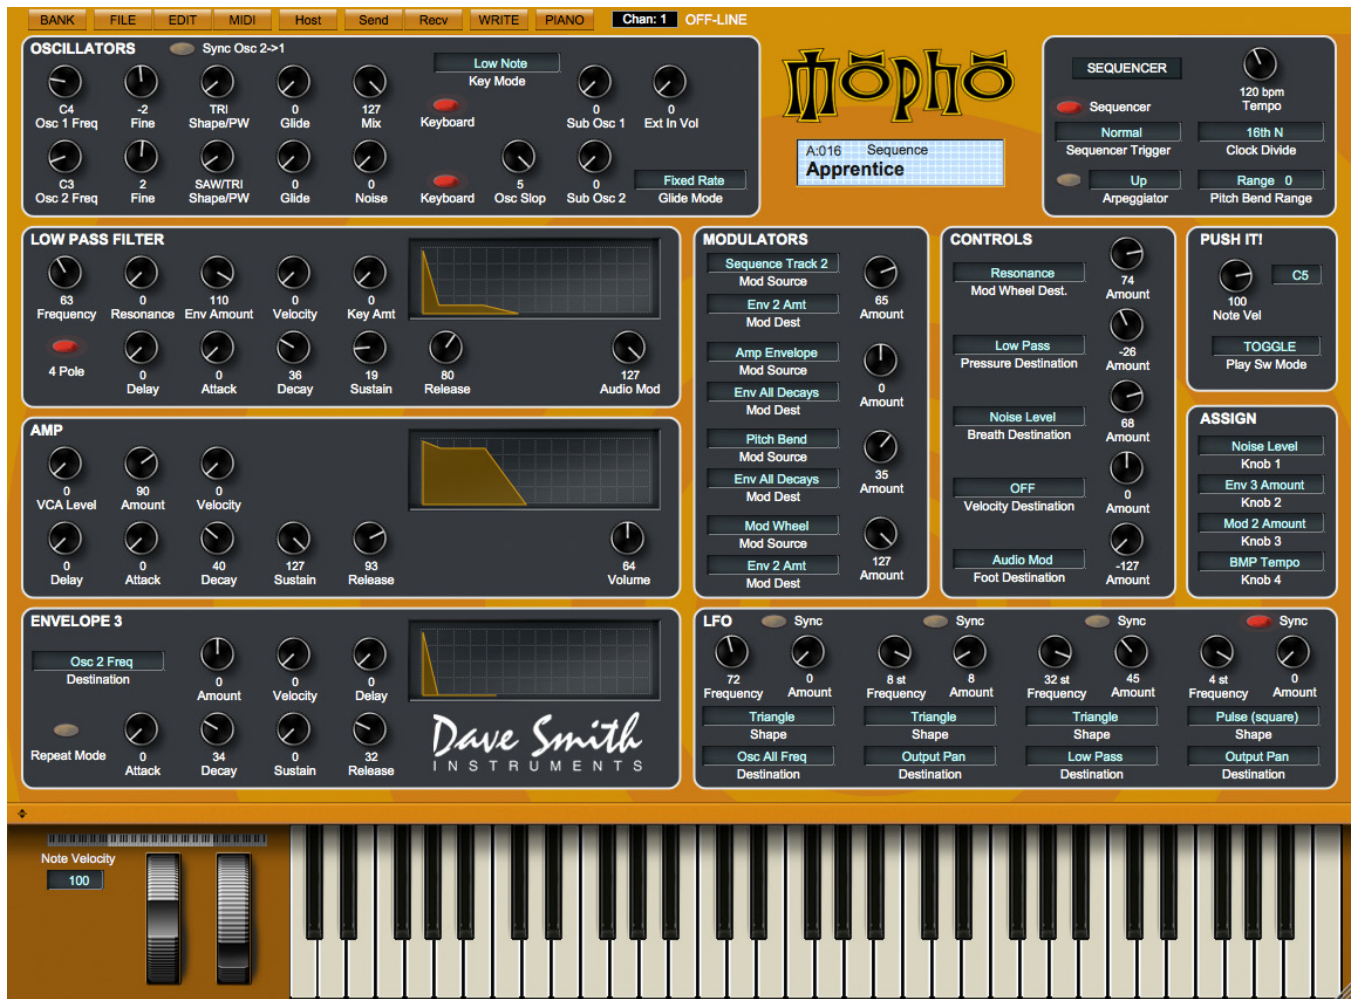 BANK FILE EDIT MIDI Host Send Recv WRITE PIANO Chan: 1 OFF-LINE
OSCILLATORS Sync Osc 2->1
Low Note
Key Mode
C4 -2 TRI 0 127 0 0
Osc 1 Freq Fine Shape/PW Glide Mix Keyboard Sub Osc 1 Ext In Vol
C3 2 SAW/TRI 0 0 5 0 Fixed Rate
Osc 2 Freq Fine Shape/PW Glide Noise Keyboard Osc Slop Sub Osc 2 Glide Mode
mopho
A:016 Sequence
Apprentice
SEQUENCER 120 bpm
Sequencer Tempo
Normal 16th N
Sequencer Trigger Clock Divide
Up Range 0
Arpeggiator Pitch Bend Range
LOW PASS FILTER
63 0 110 0 0
Frequency Resonance Env Amount Velocity Key Amt
4 Pole
0 0 36 19 80 127
Delay Attack Decay Sustain Release Audio Mod
AMP
0 90 0
VCA Level Amount Velocity
0 0 40 127 93 64
Delay Attack Decay Sustain Release Volume
ENVELOPE 3
Osc 2 Freq
Destination
0 0 0
Amount Velocity Delay
Repeat Mode
0 34 0 32
Attack Decay Sustain Release
Dave Smith
INSTRUMENTS
MODULATORS
Sequence Track 2
Mod Source
65
Amount
Env 2 Amt
Mod Dest
Amp Envelope
Mod Source
0
Amount
Env All Decays
Mod Dest
Pitch Bend
Mod Source
35
Amount
Env All Decays
Mod Dest
Mod Wheel
Mod Source
127
Amount
Env 2 Amt
Mod Dest
CONTROLS
Resonance
Mod Wheel Dest.
74
Amount
Low Pass
Pressure Destination
-26
Amount
Noise Level
Breath Destination
68
Amount
OFF
Velocity Destination
0
Amount
Audio Mod
Foot Destination
-127
Amount
PUSH IT!
C5
100
Note Vel
TOGGLE
Play Sw Mode
ASSIGN
Noise Level
Knob 1
Env 3 Amount
Knob 2
Mod 2 Amount
Knob 3
BMP Tempo
Knob 4
LFO Sync Sync Sync Sync
72 0 8 st 8 32 st 45 4 st 0
Frequency Amount Frequency Amount Frequency Amount Frequency Amount
Triangle Triangle Triangle Pulse (square)
Shape Shape Shape Shape
Osc All Freq Output Pan Low Pass Output Pan
Destination Destination Destination Destination
Note Velocity
100